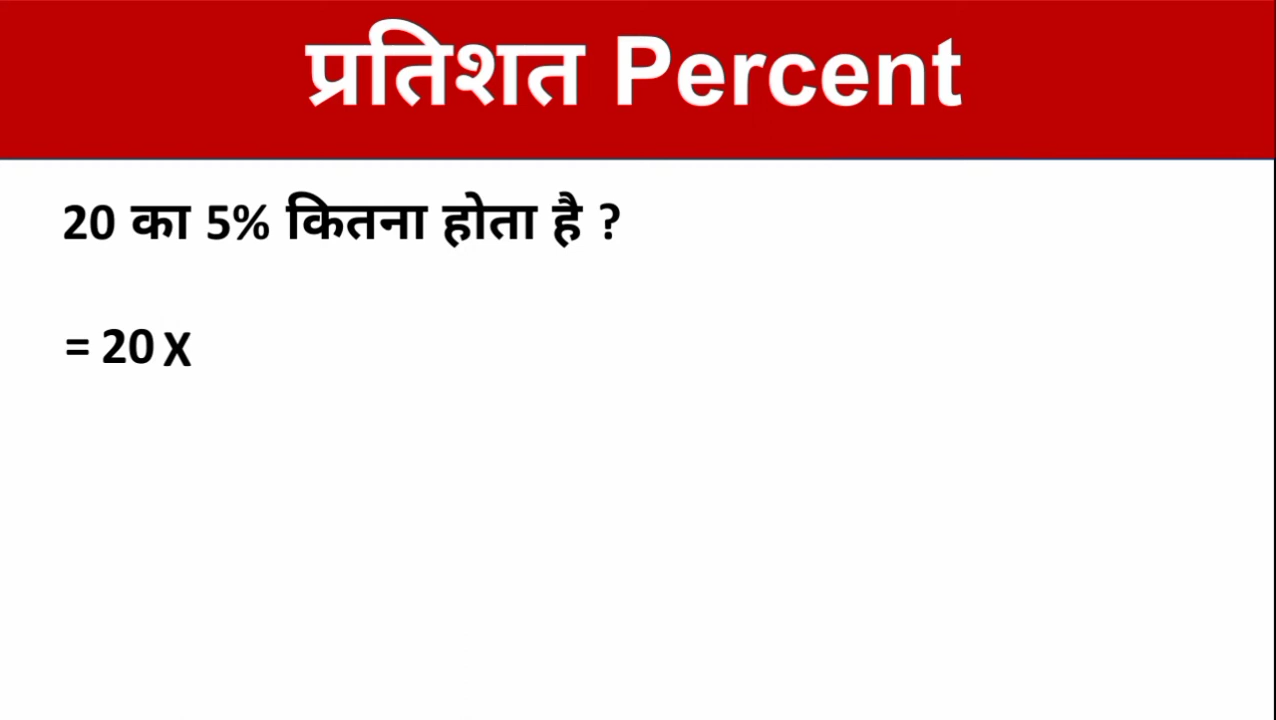 प्रतिशत Percent
20 का 5% कितना होता है ?
= 20 X